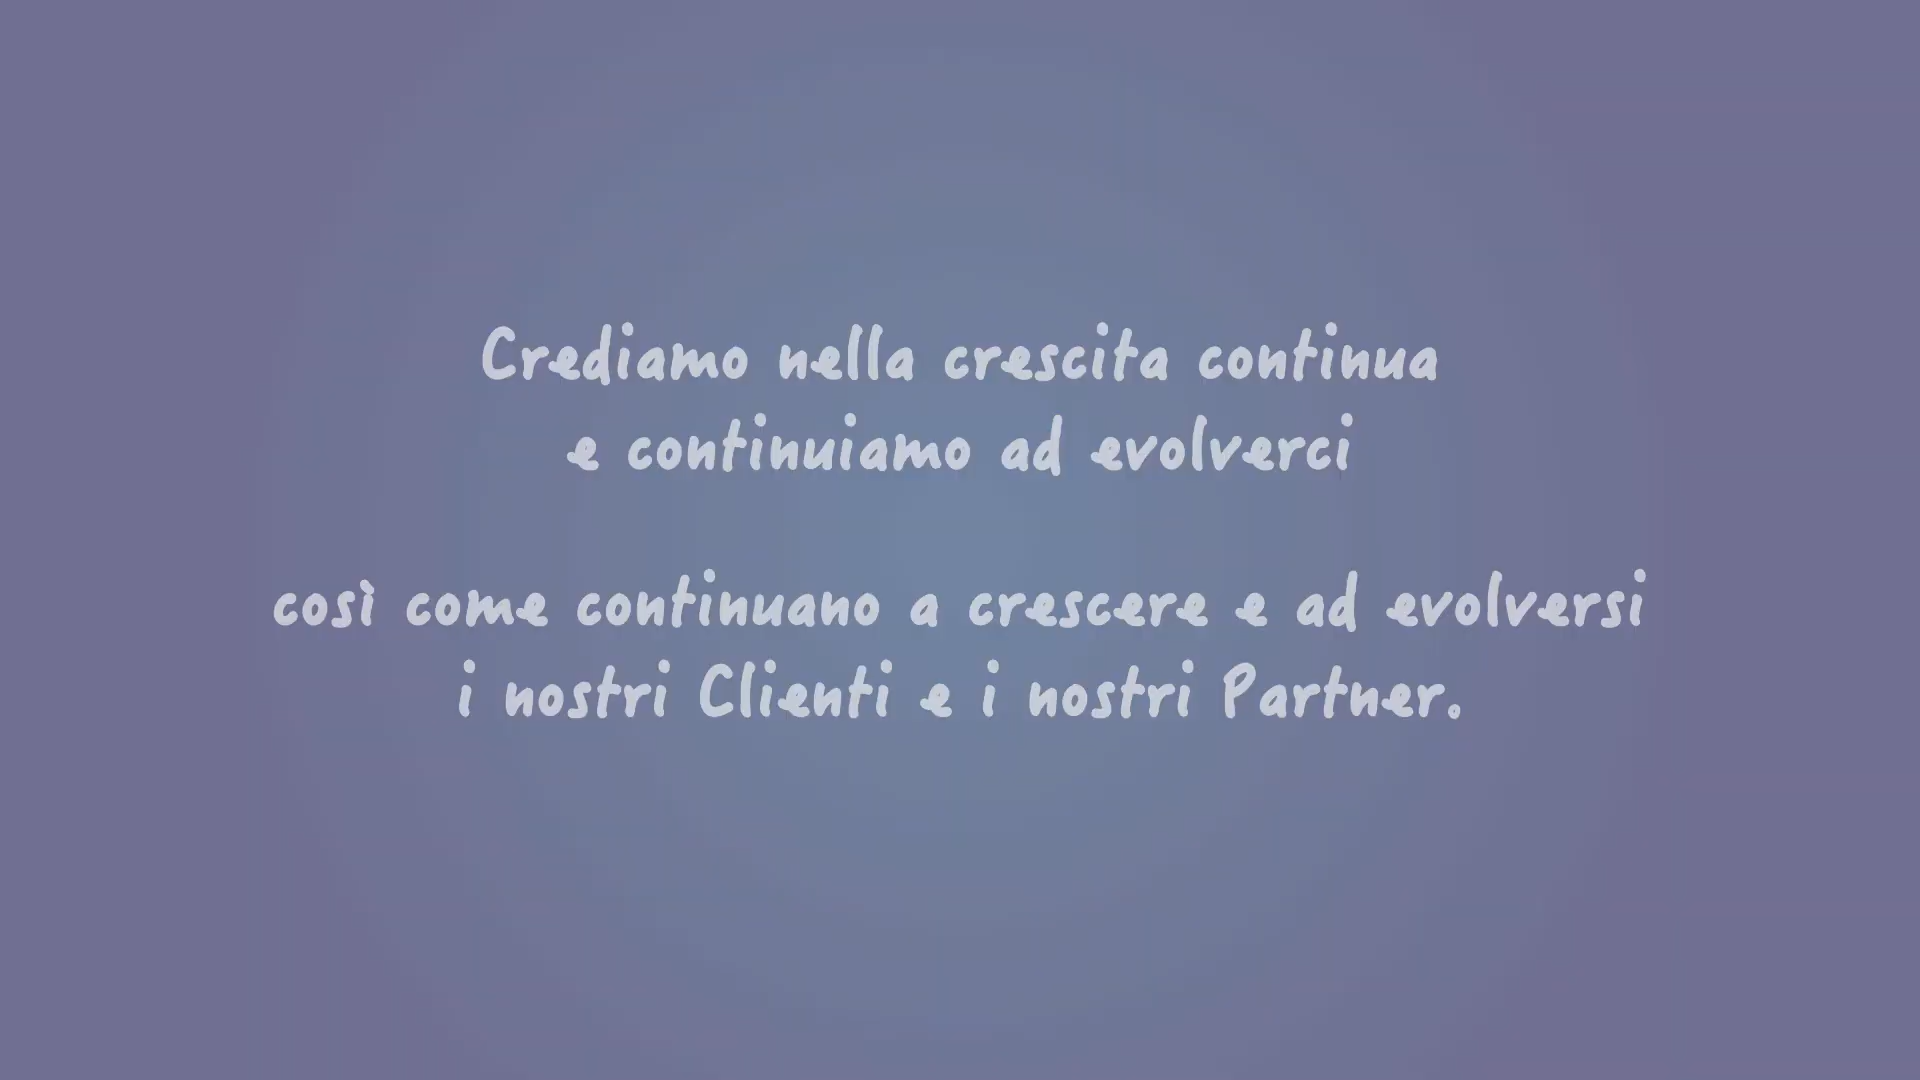 Crediamo nella crescita continua
e continuiamo ad evolverci
così come continuano a crescere e ad evolversi
i nostri Clienti e i nostri Partner.